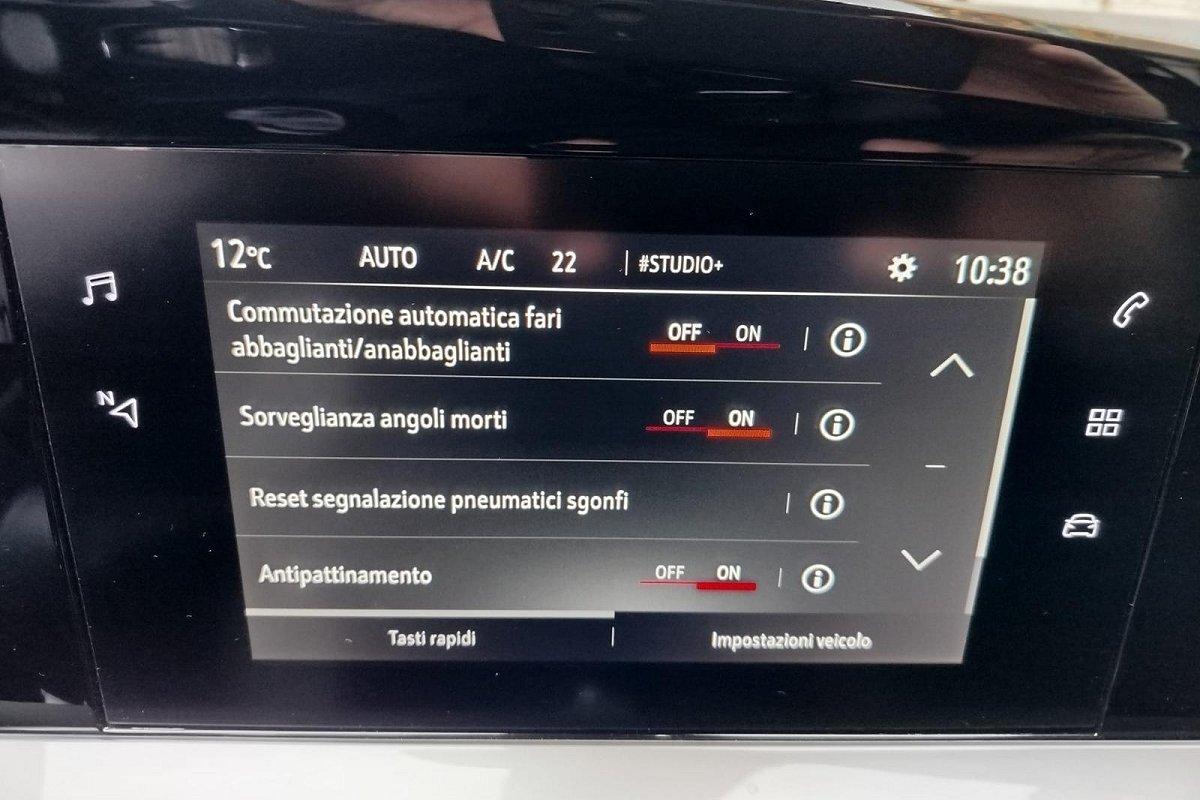 12°C AUTO A/C 22 #STUDIO+ 10:38
Commutazione automatica fari
abbaglianti/anabbaglianti
OFF ON
Sorveglianza angoli morti
OFF ON
Reset segnalazione pneumatici sgonfi
Antipattinamento
OFF ON
Tasti rapidi
Impostazioni veicolo
N